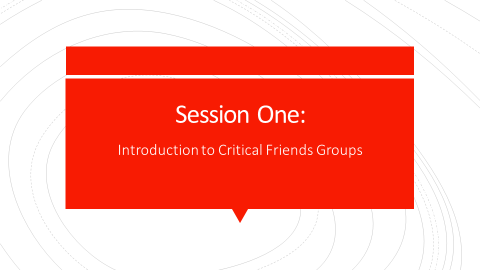 Session One:
Introduction to Critical Friends Groups